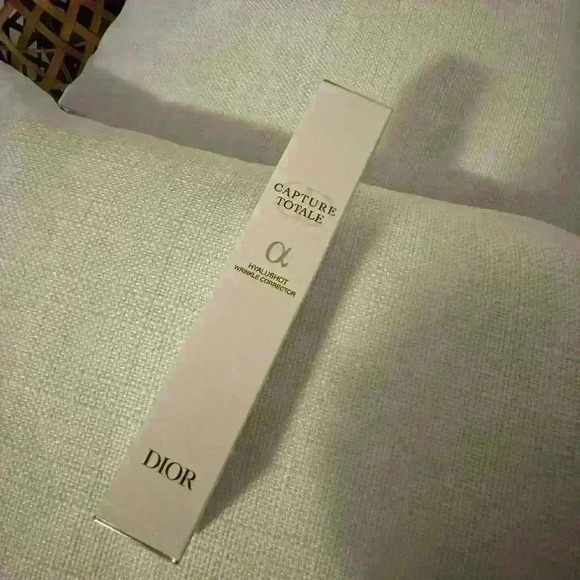 CAPTURE
TOTALE
α
HYALUSHOT
WRINKLE CORRECTOR
DIOR